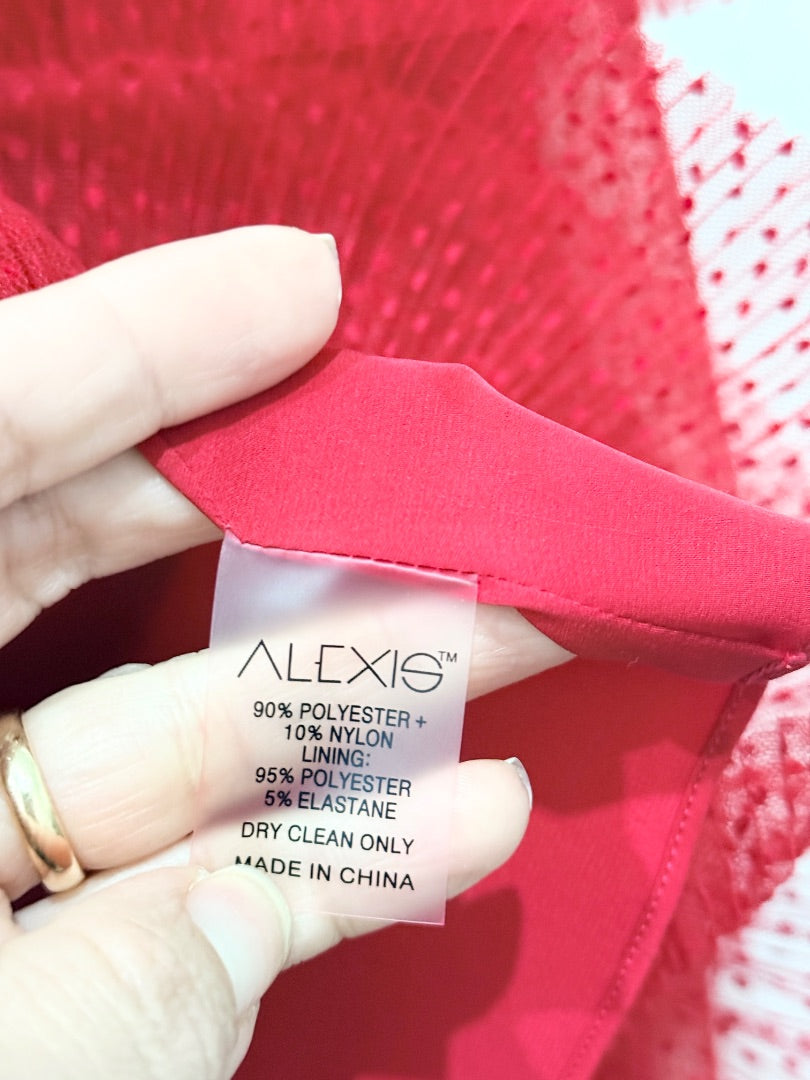 ALEXIS™
90% POLYESTER +
10% NYLON
LINING:
95% POLYESTER
5% ELASTANE
DRY CLEAN ONLY
MADE IN CHINA